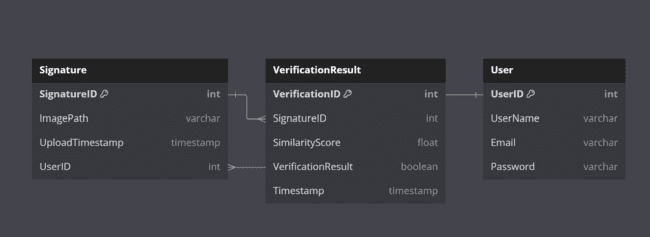 Signature
SignatureID int
ImagePath varchar
UploadTimestamp timestamp
UserID int
VerificationResult
VerificationID int
SignatureID int
SimilarityScore float
VerificationResult boolean
Timestamp timestamp
User
UserID int
UserName varchar
Email varchar
Password varchar